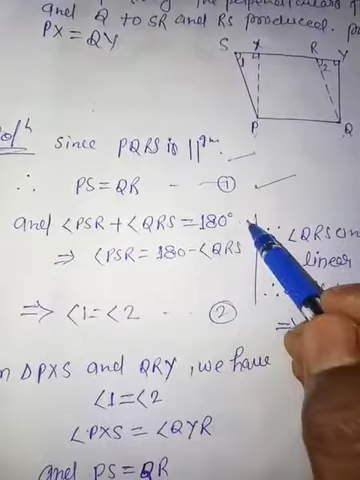 and Q to SR and RS produced.
PX = QY
S X R Y
1 2
P Q
Since PQRS is ||gm.
∴ PS = QR - - ①
and ∠PSR + ∠QRS = 180°
∵ ∠QRS
⇒ ∠PSR = 180 - ∠QRS
linear
∴
⇒ ∠1 = ∠2 - - ②
⇒
n ΔPXS and QRY, we have
∠1 = ∠2
∠PXS = ∠QYR
and PS = QR